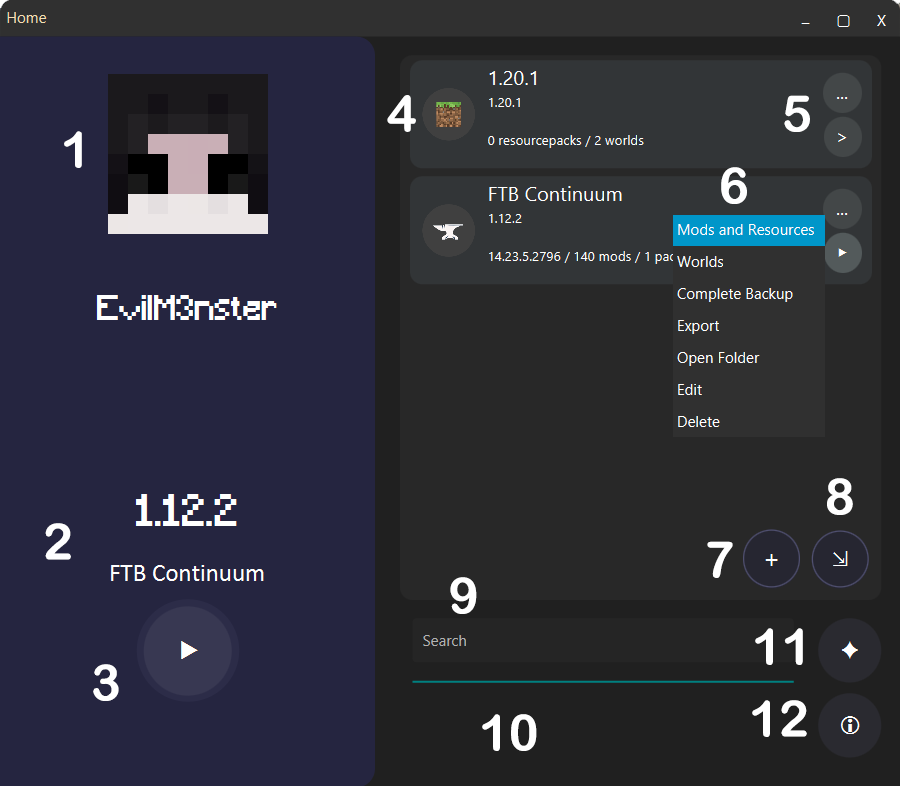 Home
_ ▢ X
1
EvilM3nster
2
1.12.2
FTB Continuum
3
4
1.20.1
1.20.1
0 resourcepacks / 2 worlds
5
...
>
6
FTB Continuum
1.12.2
14.23.5.2796 / 140 mods / 1 pac
...
Mods and Resources
Worlds
Complete Backup
Export
Open Folder
Edit
Delete
7
+
8
9
Search
10
11
12